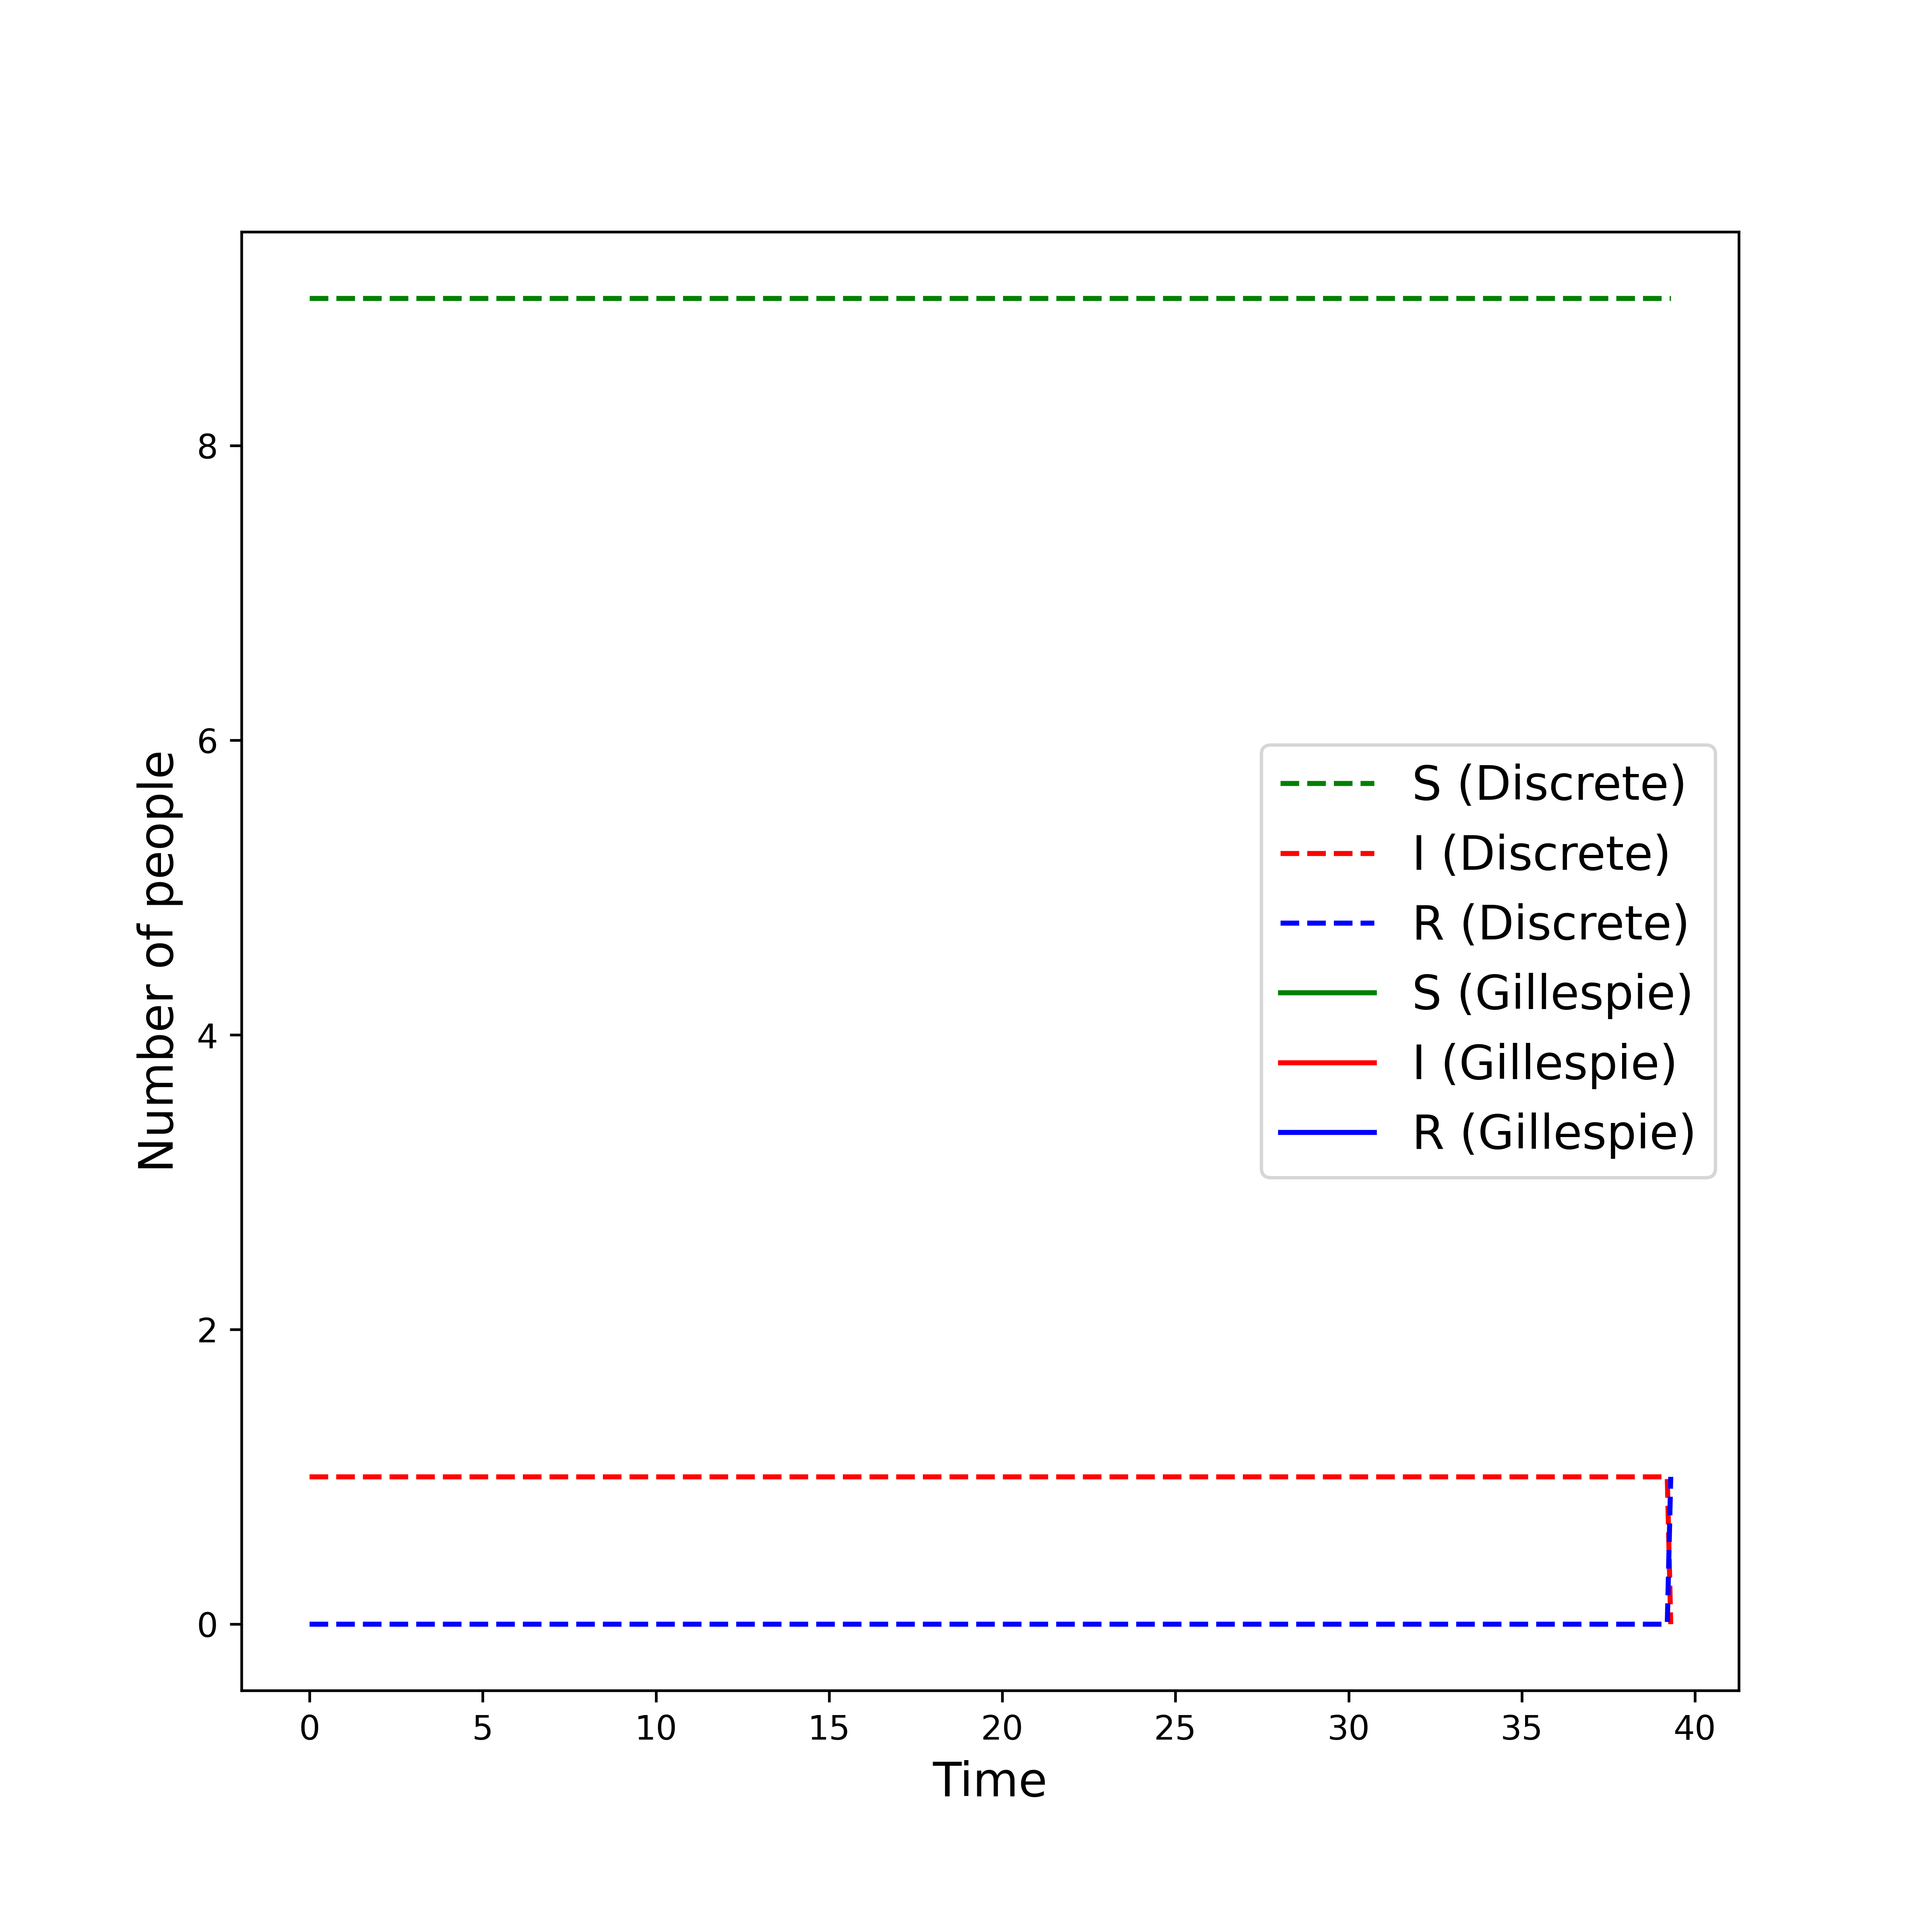 8
6
4
2
0
Number of people
S (Discrete)
I (Discrete)
R (Discrete)
S (Gillespie)
I (Gillespie)
R (Gillespie)
0 5 10 15 20 25 30 35 40
Time